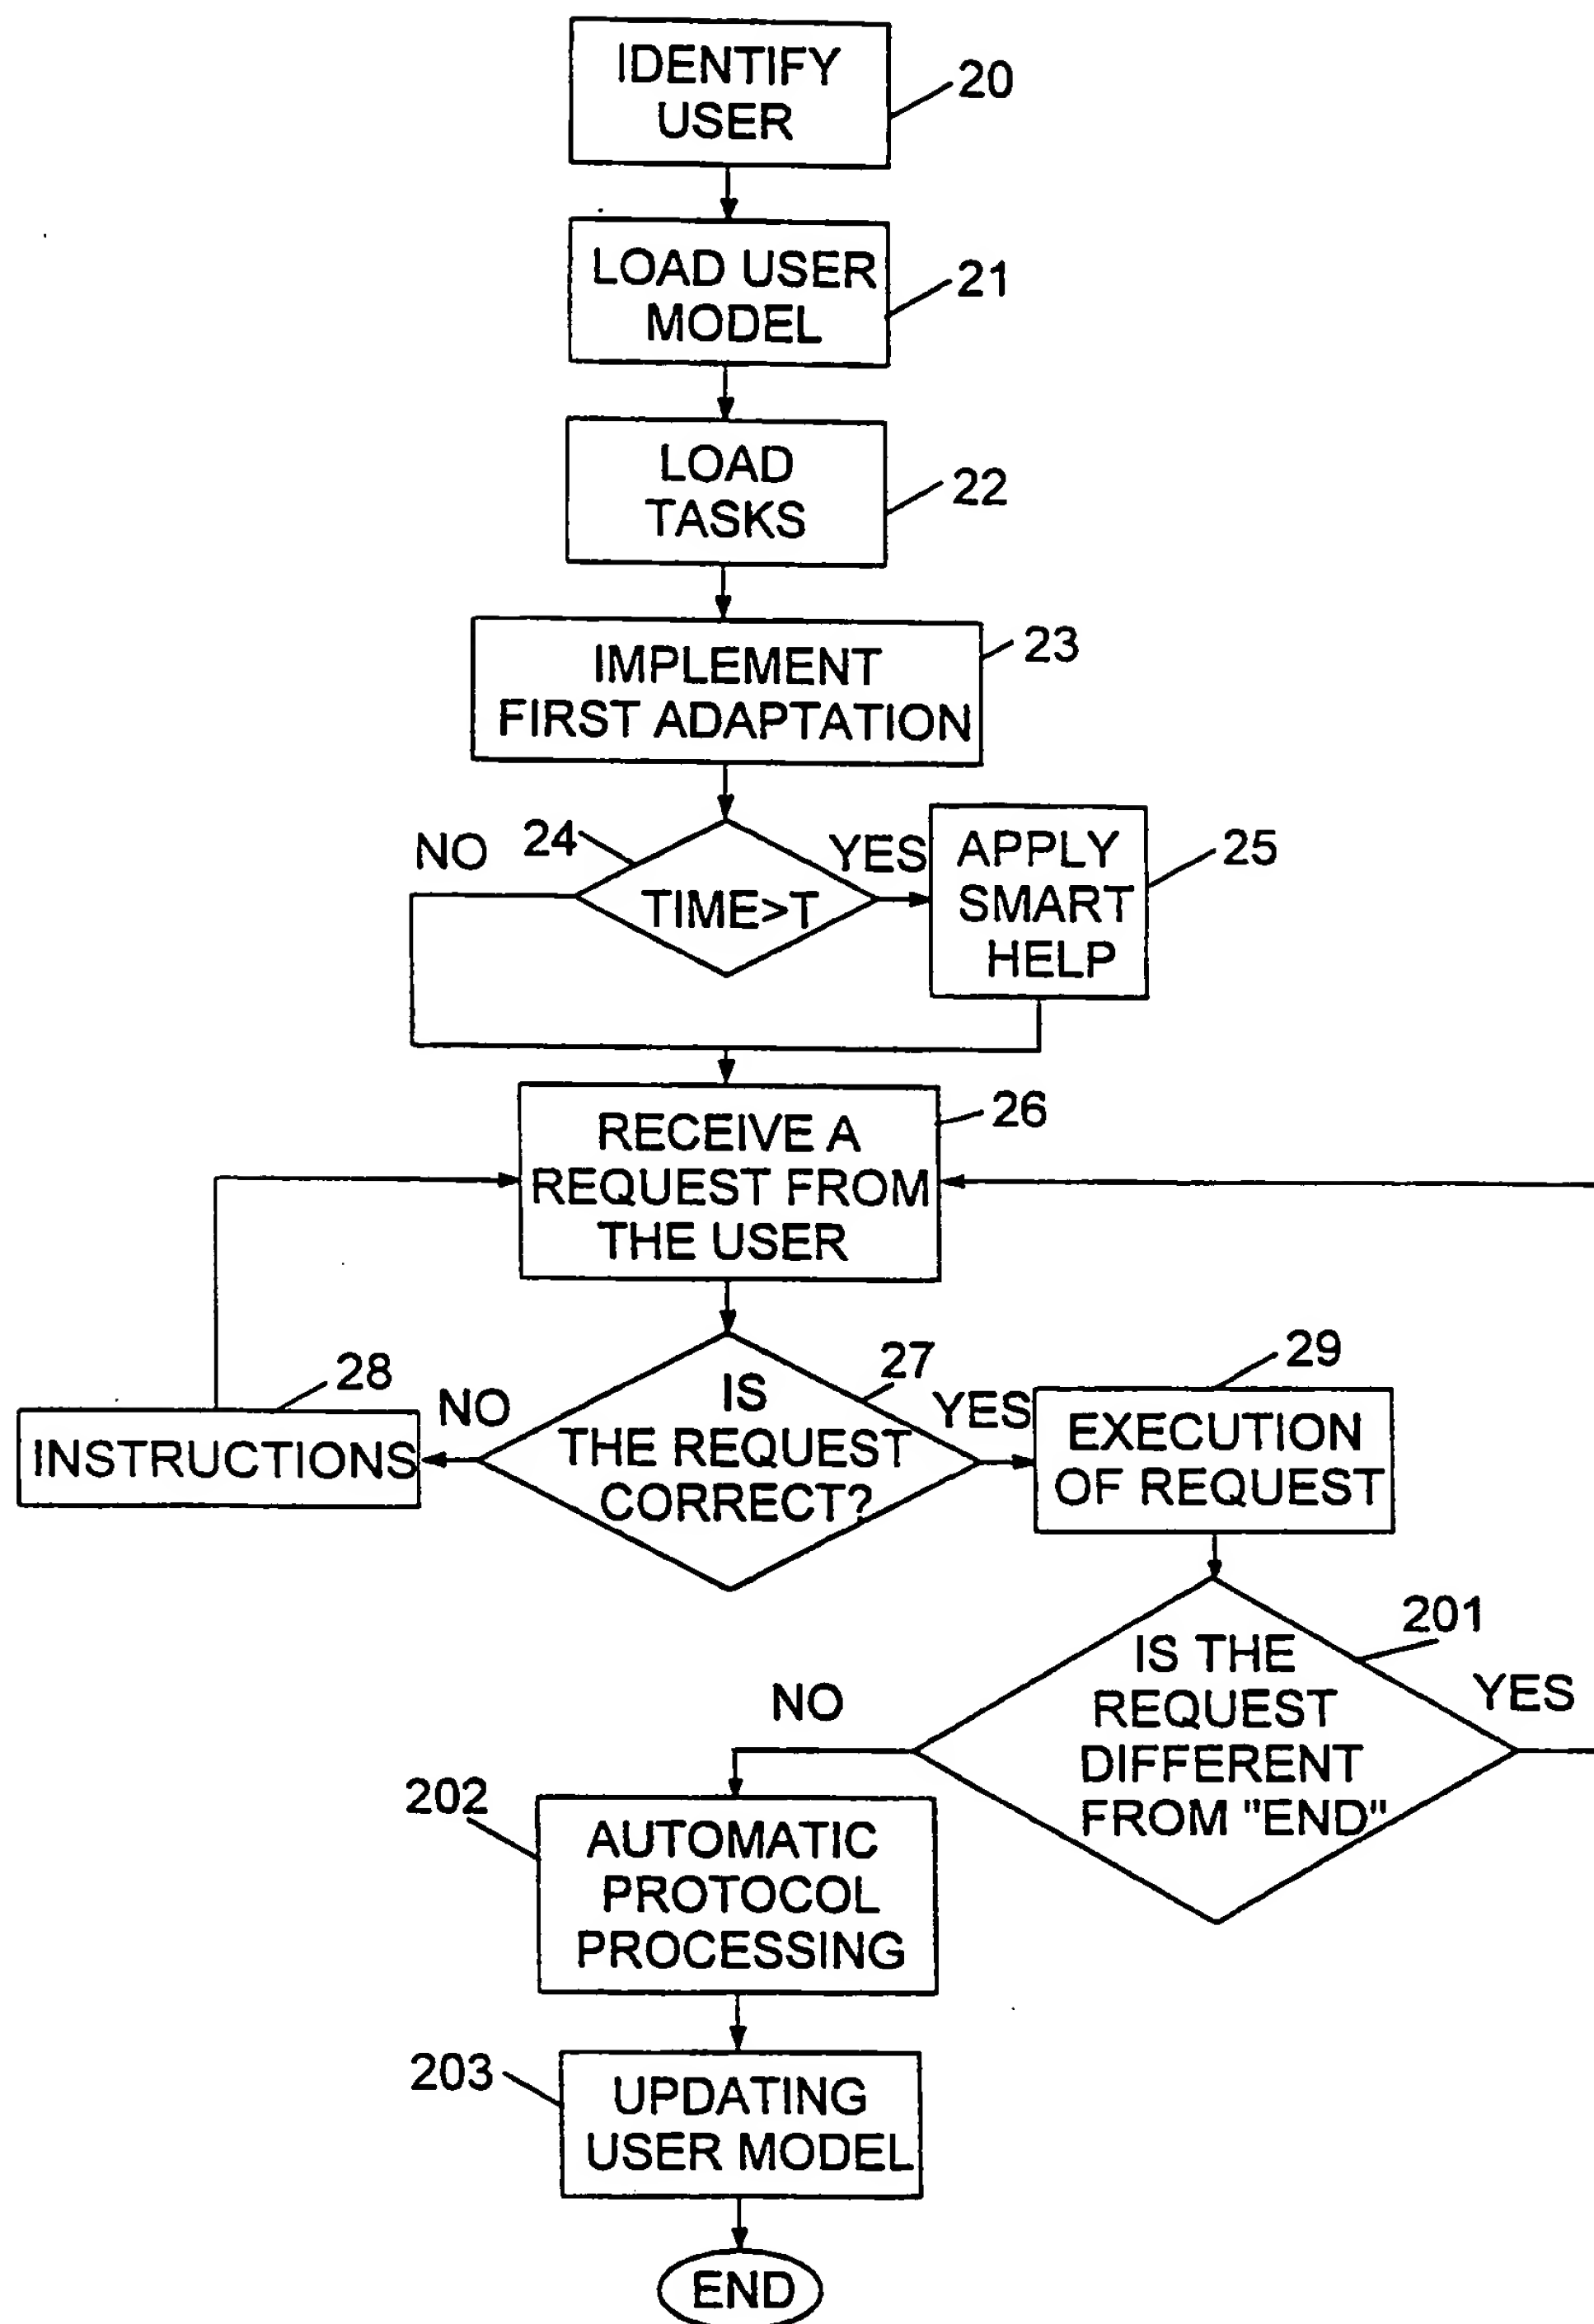 IDENTIFY
USER
20
LOAD USER
MODEL
21
LOAD
TASKS
22
IMPLEMENT
FIRST ADAPTATION
23
NO
24
TIME>T
YES
APPLY
SMART
HELP
25
RECEIVE A
REQUEST FROM
THE USER
26
27
IS
THE REQUEST
CORRECT?
NO
28
INSTRUCTIONS
YES
29
EXECUTION
OF REQUEST
201
IS THE
REQUEST
DIFFERENT
FROM "END"
YES
NO
202
AUTOMATIC
PROTOCOL
PROCESSING
203
UPDATING
USER MODEL
END